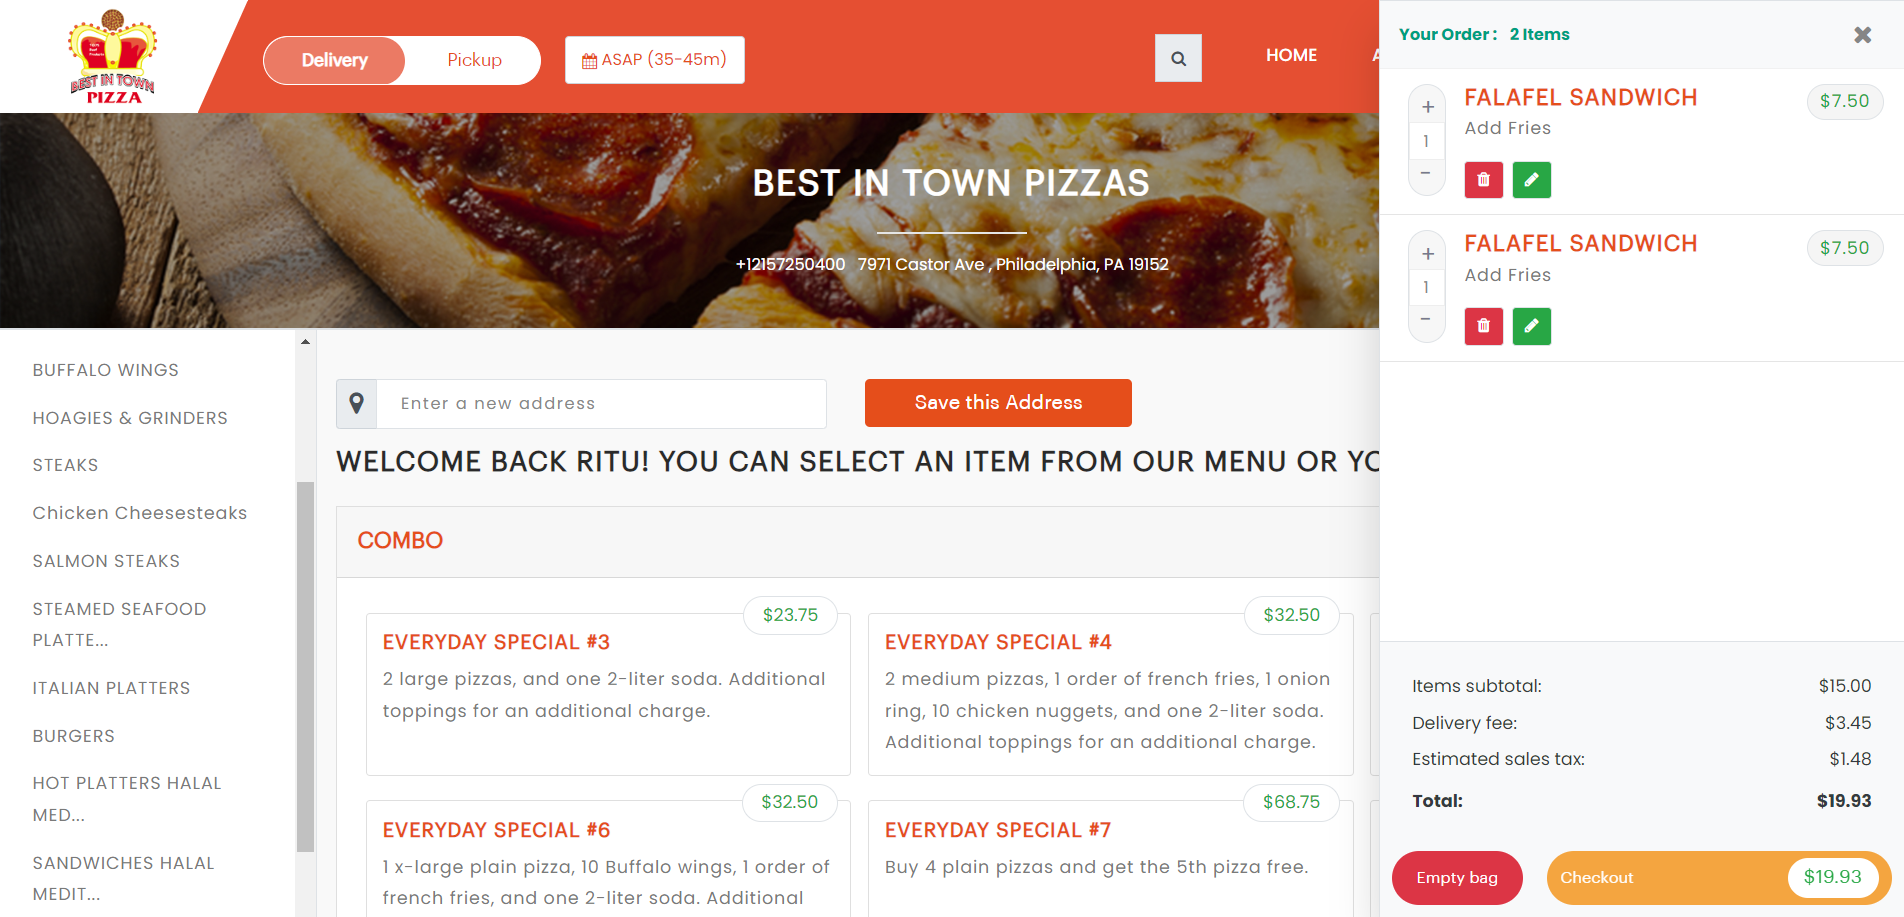 BEST IN TOWN
PIZZA
Delivery
Pickup
ASAP (35-45m)
HOME
BEST IN TOWN PIZZAS
+12157250400 7971 Castor Ave , Philadelphia, PA 19152
BUFFALO WINGS
HOAGIES & GRINDERS
STEAKS
Chicken Cheesesteaks
SALMON STEAKS
STEAMED SEAFOOD
PLATTE...
ITALIAN PLATTERS
BURGERS
HOT PLATTERS HALAL
MED...
SANDWICHES HALAL
MEDIT...
Enter a new address
Save this Address
WELCOME BACK RITU! YOU CAN SELECT AN ITEM FROM OUR MENU OR YO
COMBO
$23.75
EVERYDAY SPECIAL #3
2 large pizzas, and one 2-liter soda. Additional
toppings for an additional charge.
$32.50
EVERYDAY SPECIAL #4
2 medium pizzas, 1 order of french fries, 1 onion
ring, 10 chicken nuggets, and one 2-liter soda.
Additional toppings for an additional charge.
$32.50
EVERYDAY SPECIAL #6
1 x-large plain pizza, 10 Buffalo wings, 1 order of
french fries, and one 2-liter soda. Additional
$68.75
EVERYDAY SPECIAL #7
Buy 4 plain pizzas and get the 5th pizza free.
Your Order : 2 Items
+
1
−
FALAFEL SANDWICH
$7.50
Add Fries
+
1
−
FALAFEL SANDWICH
$7.50
Add Fries
Items subtotal: $15.00
Delivery fee: $3.45
Estimated sales tax: $1.48
Total: $19.93
Empty bag
Checkout $19.93